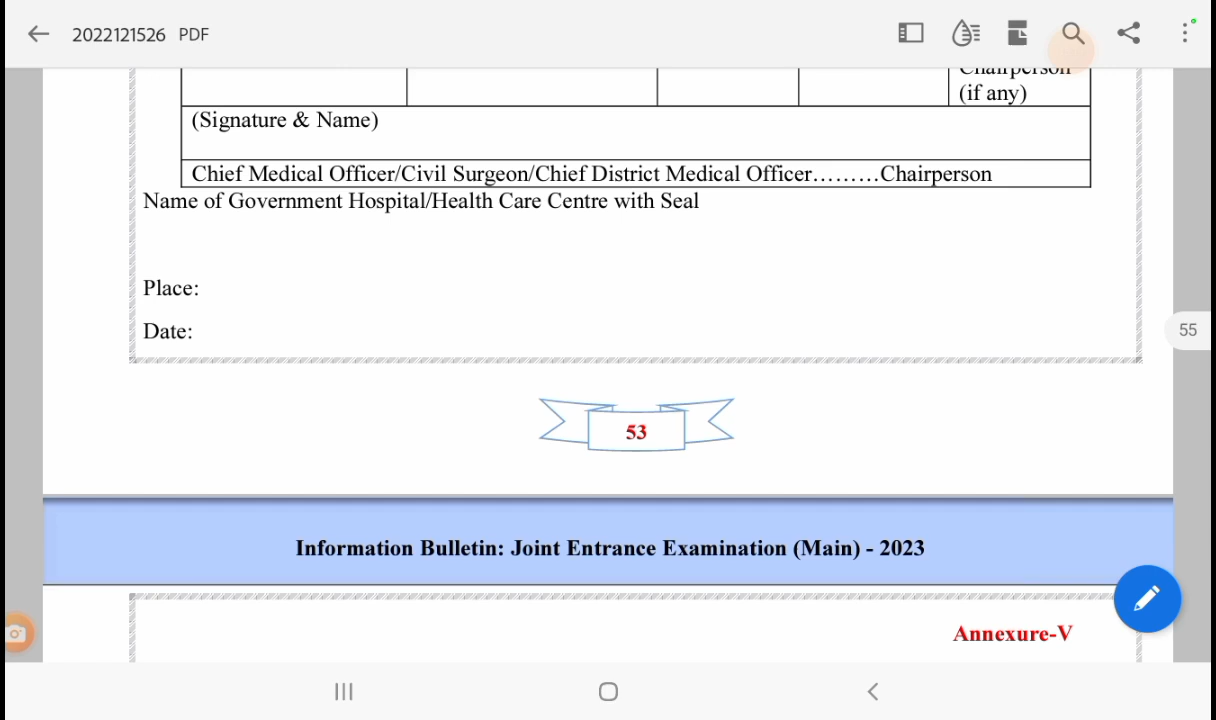 2022121526 PDF
Chairperson
(if any)
(Signature & Name)
Chief Medical Officer/Civil Surgeon/Chief District Medical Officer.........Chairperson
Name of Government Hospital/Health Care Centre with Seal
Place:
55
Date:
53
Information Bulletin: Joint Entrance Examination (Main) - 2023
Annexure-V